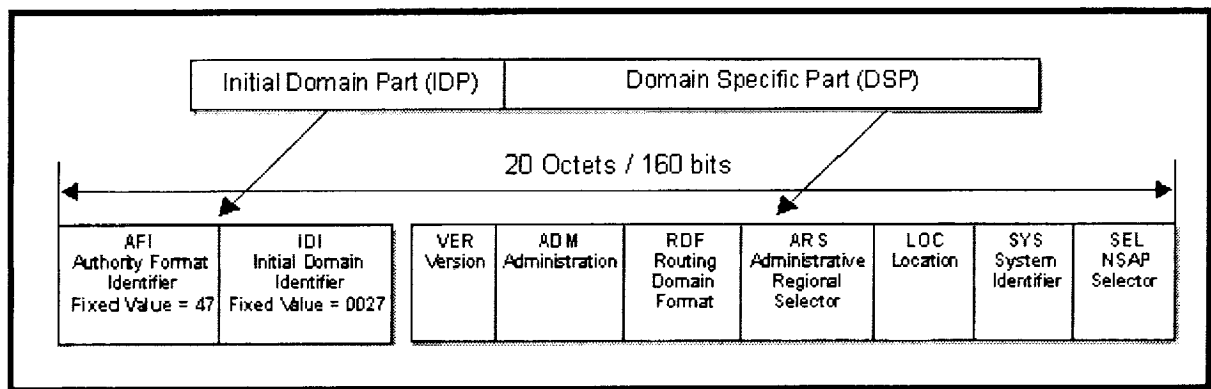 Initial Domain Part (IDP)
Domain Specific Part (DSP)
20 Octets / 160 bits
AFI
Authority Format
Identifier
Fixed Value = 47
IDI
Initial Domain
Identifier
Fixed Value = 0027
VER
Version
ADM
Administration
RDF
Routing
Domain
Format
ARS
Administrative
Regional
Selector
LOC
Location
SYS
System
Identifier
SEL
NSAP
Selector